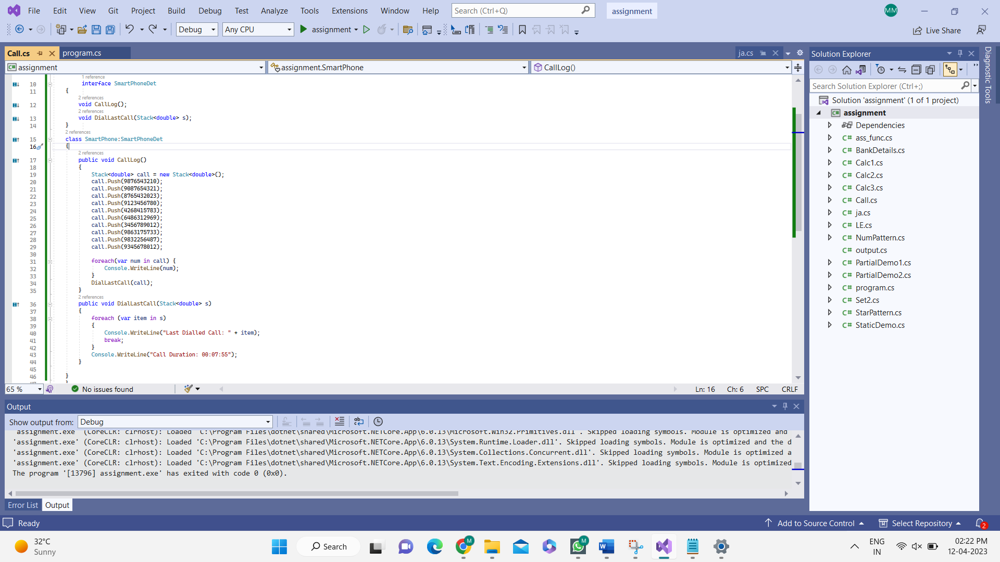 File Edit View Git Project Build Debug Test Analyze Tools Extensions Window Help Search (Ctrl+Q) assignment MM
Debug Any CPU assignment Live Share
Call.cs program.cs ja.cs
assignment assignment.SmartPhone CallLog()
1 reference
10 interface SmartPhoneDet
11 {
2 references
12 void CallLog();
2 references
13 void DialLastCall(Stack<double> s);
14 }
2 references
15 class SmartPhone:SmartPhoneDet
16 {
2 references
17 public void CallLog()
18 {
19 Stack<double> call = new Stack<double>();
20 call.Push(9876543210);
21 call.Push(9087654321);
22 call.Push(8765432023);
23 call.Push(9123456780);
24 call.Push(4268415783);
25 call.Push(6486312969);
26 call.Push(3456789012);
27 call.Push(9863175733);
28 call.Push(9832256487);
29 call.Push(9345678012);
30
31 foreach(var num in call) {
32 Console.WriteLine(num);
33 }
34 DialLastCall(call);
35 }
2 references
36 public void DialLastCall(Stack<double> s)
37 {
38 foreach (var item in s)
39 {
40 Console.WriteLine("Last Dialled Call: " + item);
41 break;
42 }
43 Console.WriteLine("Call Duration: 00:07:55");
44 }
45
46 }
65 % No issues found Ln: 16 Ch: 6 SPC CRLF
Output
Show output from: Debug
'assignment.exe' (CoreCLR: clrhost): Loaded 'C:\Program Files\dotnet\shared\Microsoft.NETCore.App\6.0.13\Microsoft.Win32.Primitives.dll'. Skipped loading symbols. Module is optimized and
'assignment.exe' (CoreCLR: clrhost): Loaded 'C:\Program Files\dotnet\shared\Microsoft.NETCore.App\6.0.13\System.Runtime.Loader.dll'. Skipped loading symbols. Module is optimized and the d
'assignment.exe' (CoreCLR: clrhost): Loaded 'C:\Program Files\dotnet\shared\Microsoft.NETCore.App\6.0.13\System.Collections.Concurrent.dll'. Skipped loading symbols. Module is optimized a
'assignment.exe' (CoreCLR: clrhost): Loaded 'C:\Program Files\dotnet\shared\Microsoft.NETCore.App\6.0.13\System.Text.Encoding.Extensions.dll'. Skipped loading symbols. Module is optimized
The program '[13796] assignment.exe' has exited with code 0 (0x0).
Error List Output
Solution Explorer
Search Solution Explorer (Ctrl+;)
Solution 'assignment' (1 of 1 project)
assignment
Dependencies
C# ass_func.cs
C# BankDetails.cs
C# Calc1.cs
C# Calc2.cs
C# Calc3.cs
C# Call.cs
C# ja.cs
C# LE.cs
C# NumPattern.cs
C# output.cs
C# PartialDemo1.cs
C# PartialDemo2.cs
C# program.cs
C# Set2.cs
C# StarPattern.cs
C# StaticDemo.cs
Diagnostic Tools
Ready Add to Source Control Select Repository 2
32°C
Sunny
Search
ENG
IN
02:22 PM
12-04-2023